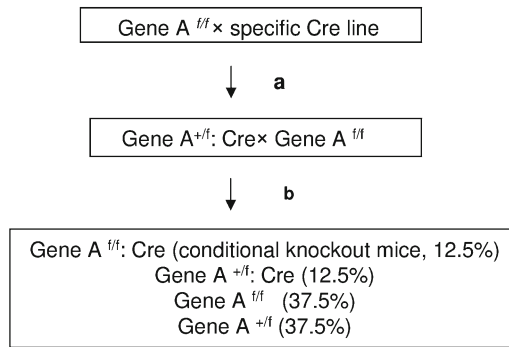 Gene A f/f × specific Cre line
a
Gene A+/f: Cre× Gene A f/f
b
Gene A f/f: Cre (conditional knockout mice, 12.5%)
Gene A +/f: Cre (12.5%)
Gene A f/f (37.5%)
Gene A +/f (37.5%)